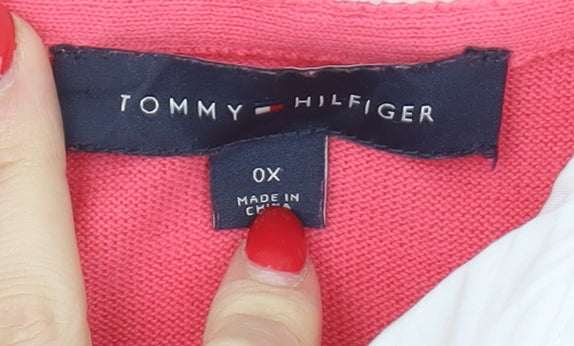 TOMMY HILFIGER
0X
MADE IN
CHINA